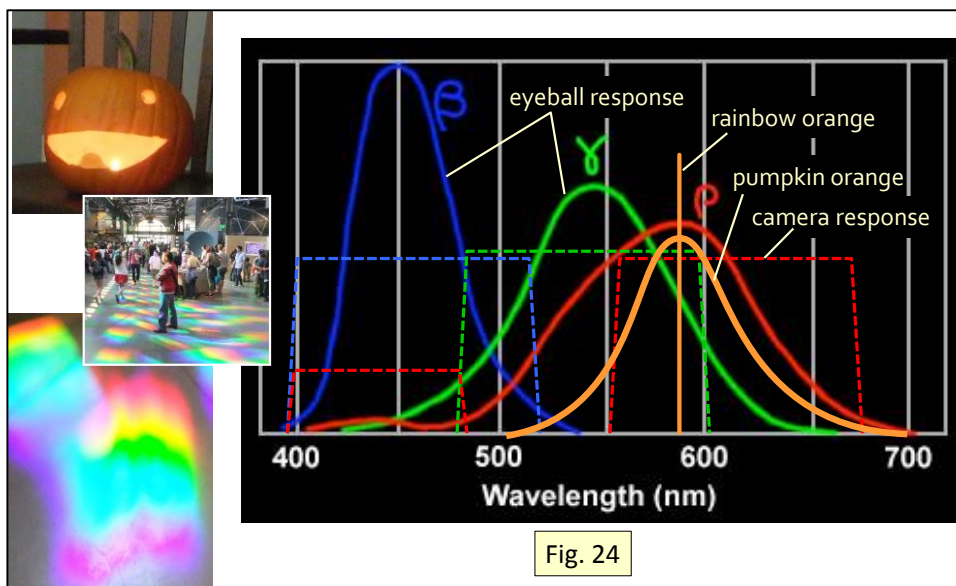 β
eyeball response
γ
rainbow orange
pumpkin orange
ρ
camera response
400
500
600
700
Wavelength (nm)
Fig. 24